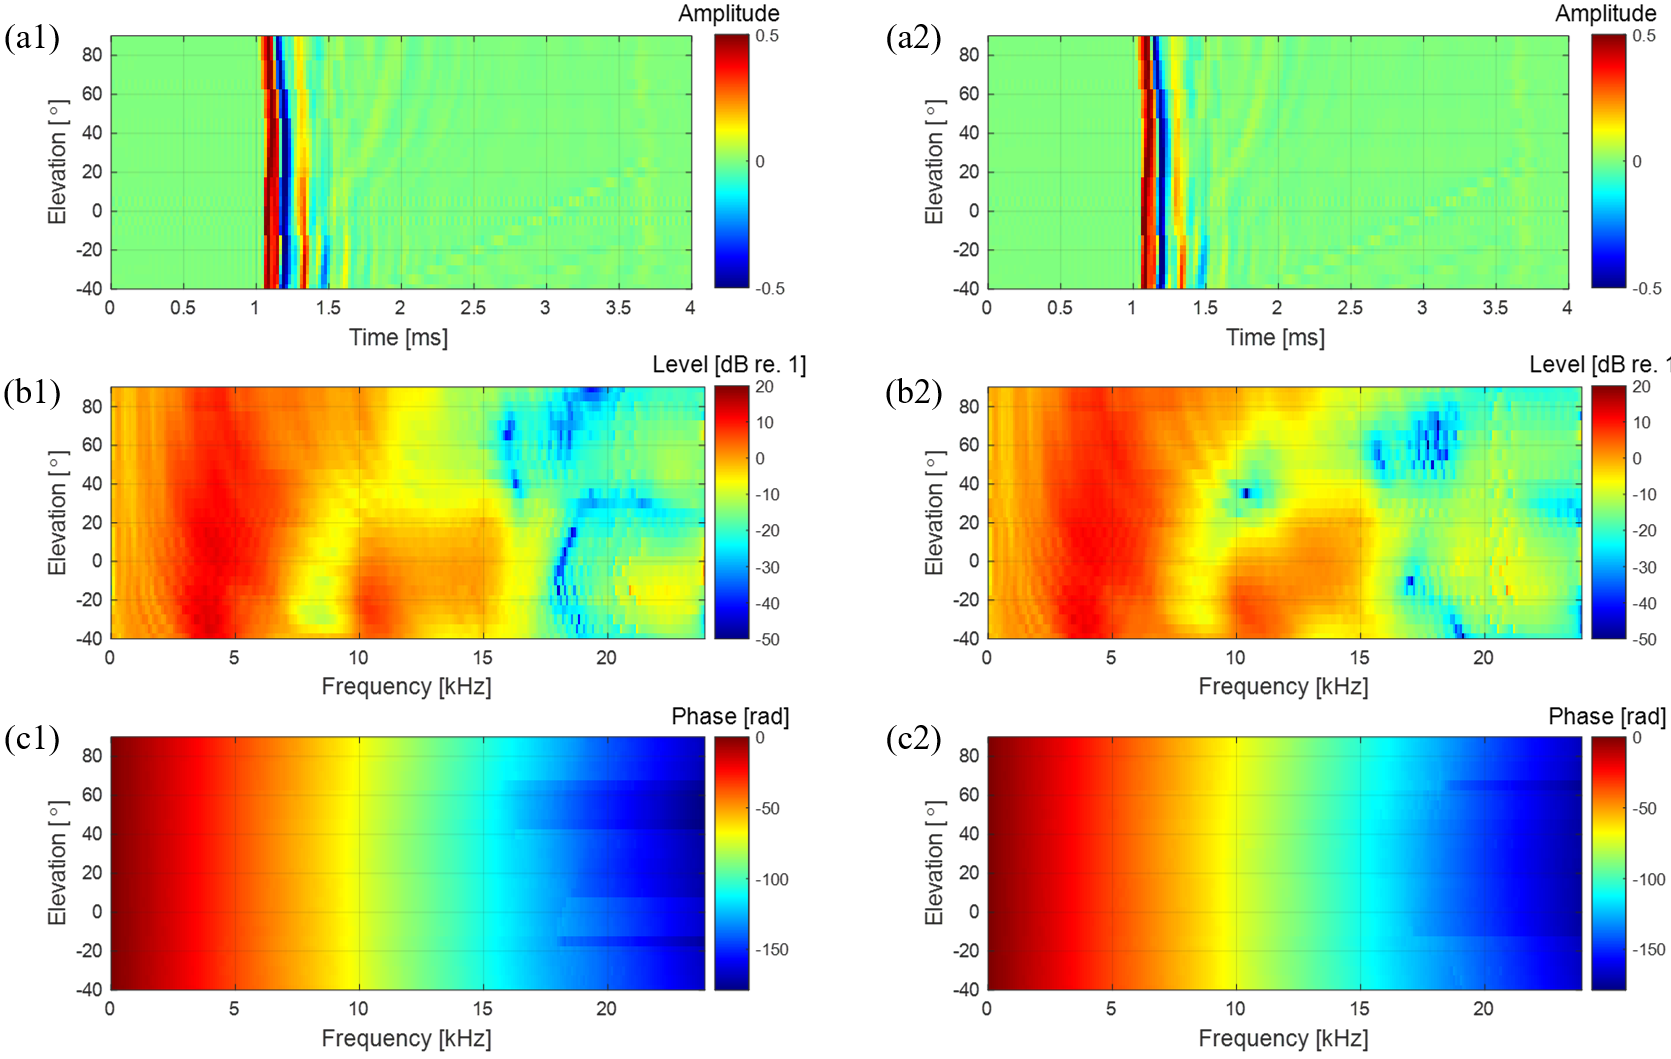 (a1)
Amplitude
Elevation [°]
80
60
40
20
0
-20
-40
0 0.5 1 1.5 2 2.5 3 3.5 4
Time [ms]
0.5
0
-0.5
(a2)
Amplitude
Elevation [°]
80
60
40
20
0
-20
-40
0 0.5 1 1.5 2 2.5 3 3.5 4
Time [ms]
0.5
0
-0.5
(b1)
Level [dB re. 1]
Elevation [°]
80
60
40
20
0
-20
-40
0 5 10 15 20
Frequency [kHz]
20
10
0
-10
-20
-30
-40
-50
(b2)
Level [dB re. 1
Elevation [°]
80
60
40
20
0
-20
-40
0 5 10 15 20
Frequency [kHz]
20
10
0
-10
-20
-30
-40
-50
(c1)
Phase [rad]
Elevation [°]
80
60
40
20
0
-20
-40
0 5 10 15 20
Frequency [kHz]
0
-50
-100
-150
(c2)
Phase [rad]
Elevation [°]
80
60
40
20
0
-20
-40
0 5 10 15 20
Frequency [kHz]
0
-50
-100
-150